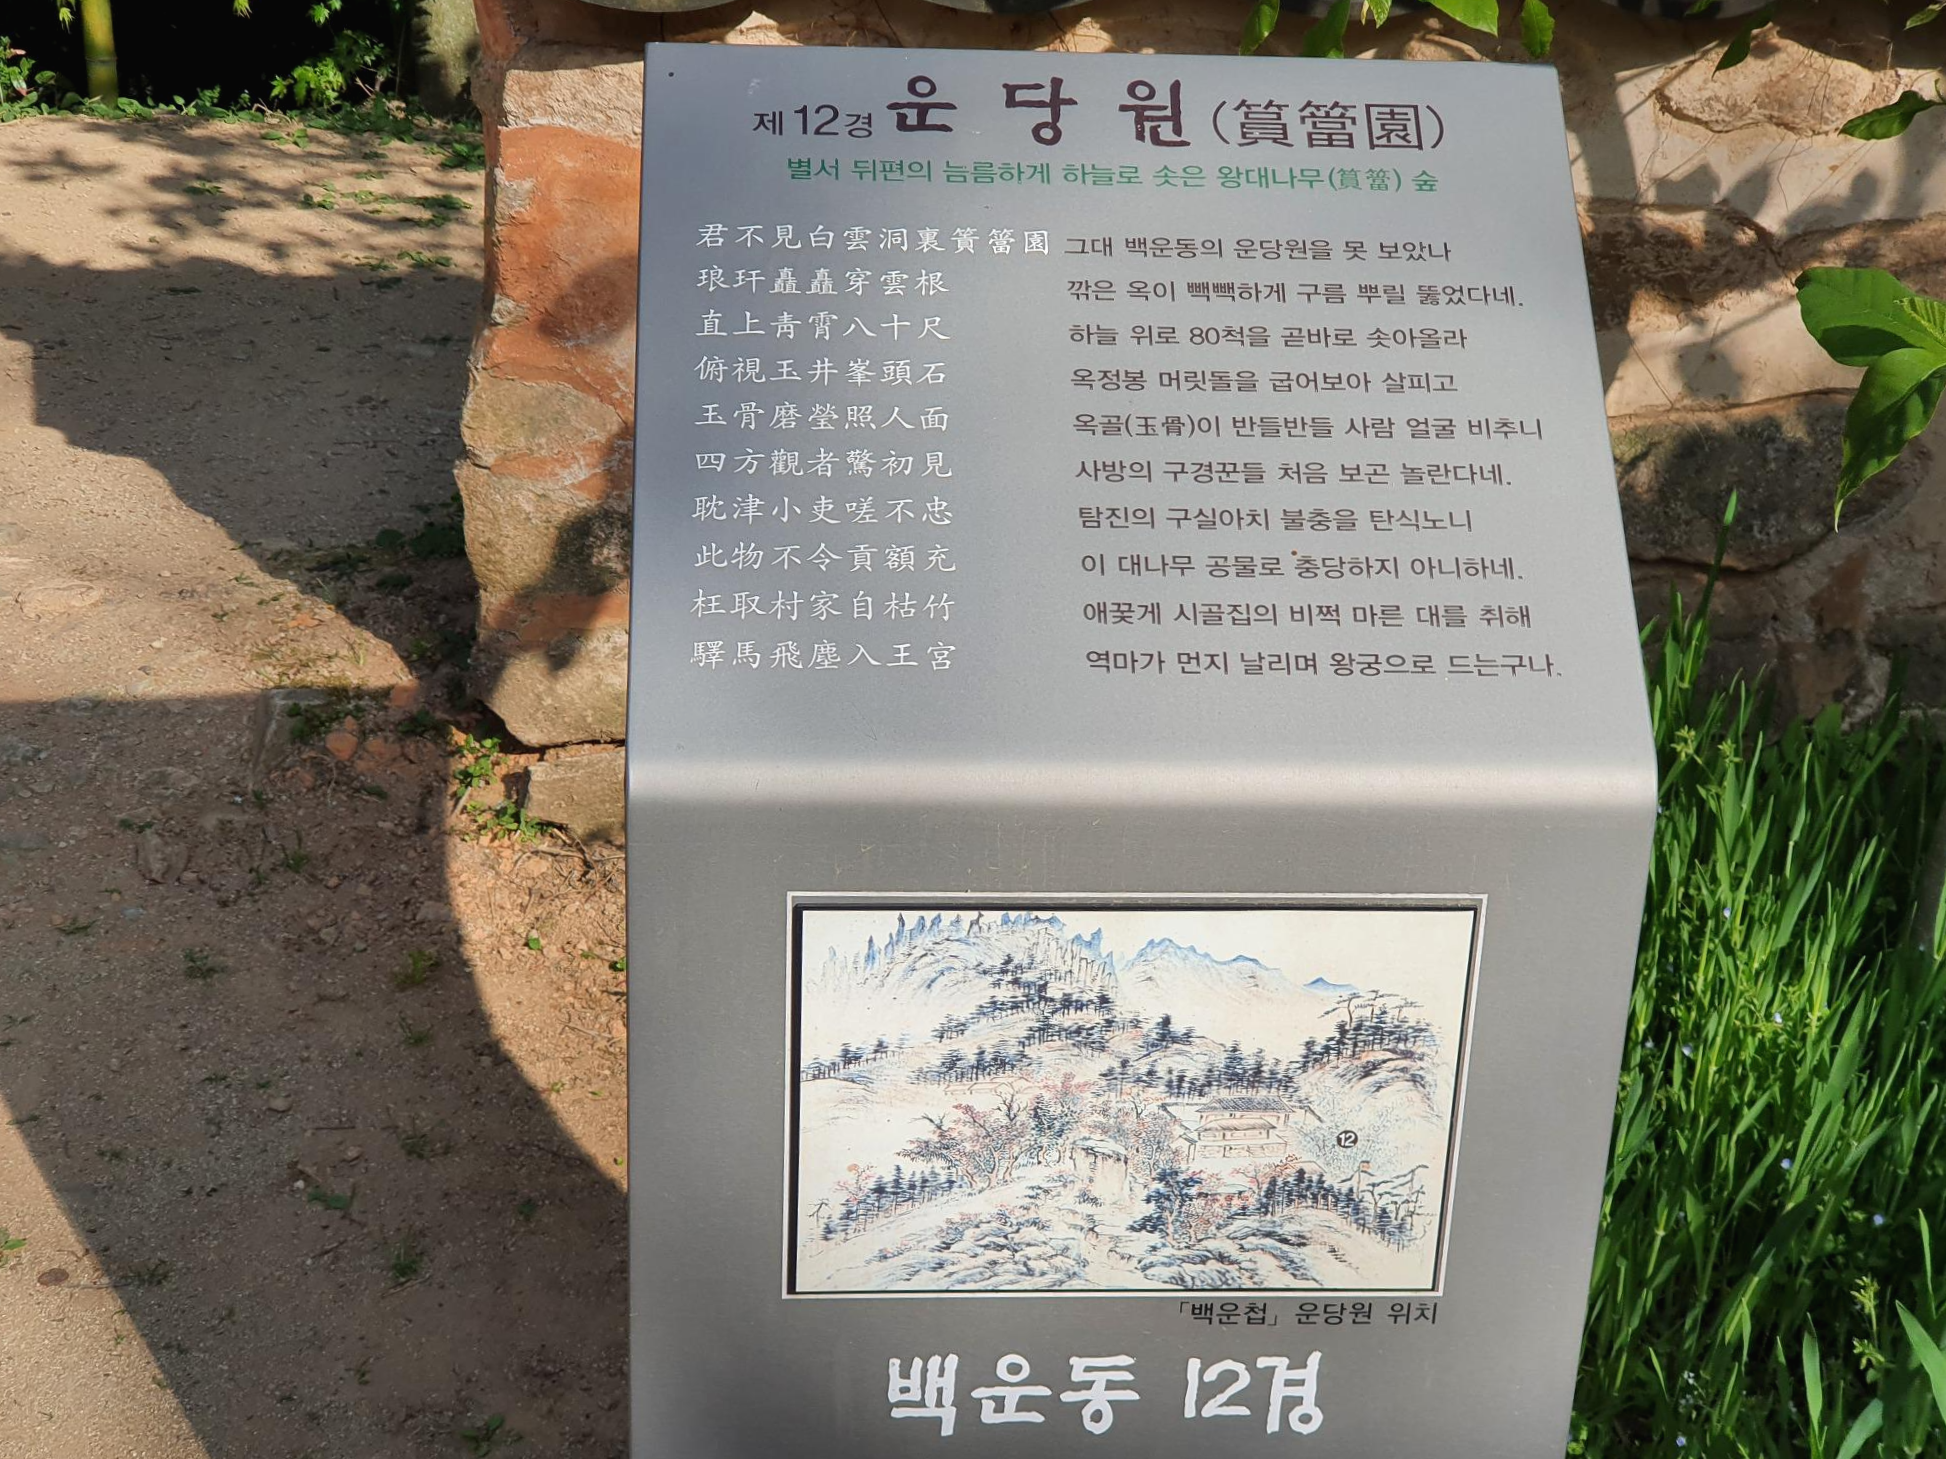 제12경 운당원(篔簹園)
별서 뒤편의 늠름하게 하늘로 솟은 왕대나무(篔簹) 숲
君不見白雲洞裏篔簹園 그대 백운동의 운당원을 못 보았나
琅玕矗矗穿雲根 깎은 옥이 빽빽하게 구름 뿌릴 뚫었다네.
直上靑霄八十尺 하늘 위로 80척을 곧바로 솟아올라
俯視玉井峯頭石 옥정봉 머릿돌을 굽어보아 살피고
玉骨磨瑩照人面 옥골(玉骨)이 반들반들 사람 얼굴 비추니
四方觀者驚初見 사방의 구경꾼들 처음 보곤 놀란다네.
耽津小吏嗟不忠 탐진의 구실아치 불충을 탄식노니
此物不令貢額充 이 대나무 공물로 충당하지 아니하네.
枉取村家自枯竹 애꿎게 시골집의 비쩍 마른 대를 취해
驛馬飛塵入王宮 역마가 먼지 날리며 왕궁으로 드는구나.
12
「백운첩」 운당원 위치
백운동 12경